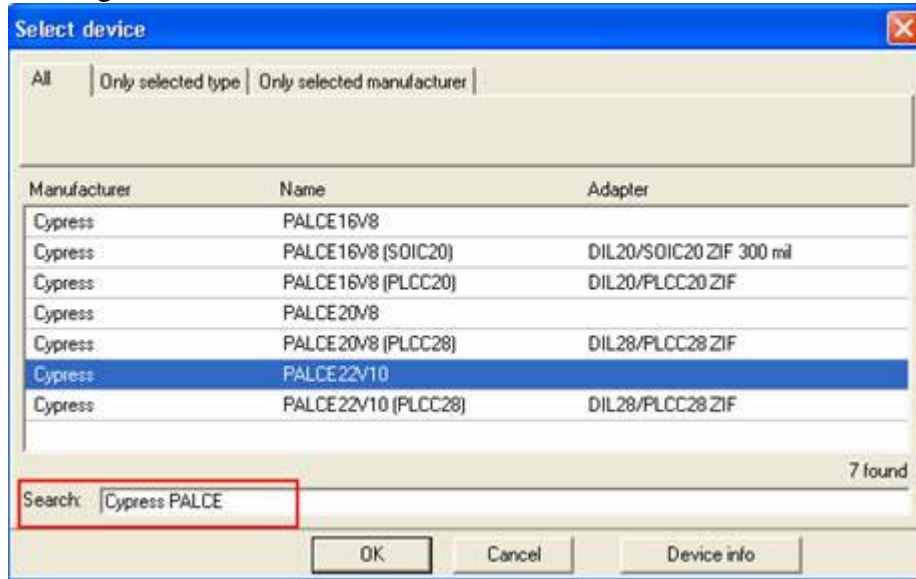 Select device
All Only selected type Only selected manufacturer
Manufacturer Name Adapter
Cypress PALCE16V8
Cypress PALCE16V8 (SOIC20) DIL20/SOIC20 ZIF 300 mil
Cypress PALCE16V8 (PLCC20) DIL20/PLCC20 ZIF
Cypress PALCE20V8
Cypress PALCE20V8 (PLCC28) DIL28/PLCC28 ZIF
Cypress PALCE22V10
Cypress PALCE22V10 (PLCC28) DIL28/PLCC28 ZIF
7 found
Search: Cypress PALCE
OK Cancel Device info